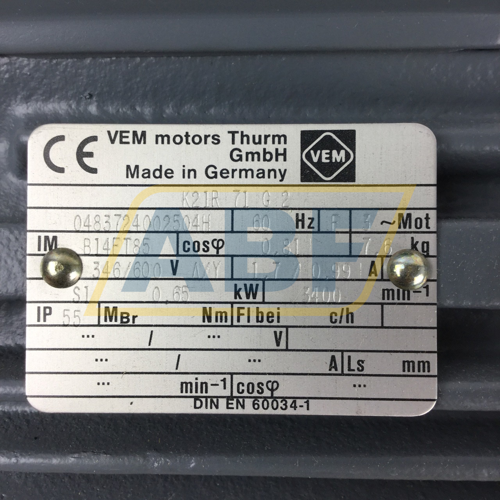 CE VEM motors Thurm
GmbH VEM
Made in Germany
K21R 71 G 2
0483724002504H 60 Hz F 3 ~Mot
IM B14FT85 cosφ 0.81 7,6 kg
346/600 V Δ/Y 1,7/0,99 A
S1 0,65 kW 3400 min-1
IP 55 MBr Nm Fl bei c/h
... / ... V
... / ... A Ls mm
... min-1 cosφ ...
DIN EN 60034-1
ABF